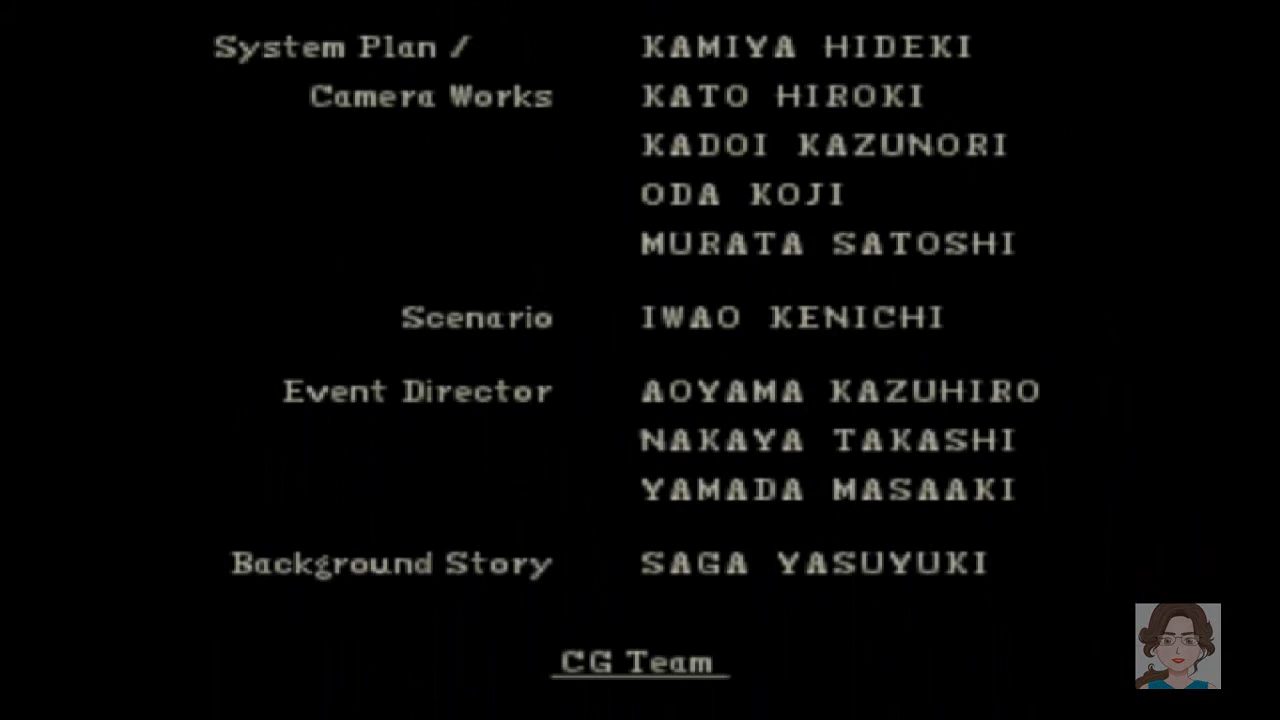 System Plan / KAMIYA HIDEKI
Camera Works KATO HIROKI
KADOI KAZUNORI
ODA KOJI
MURATA SATOSHI
Scenario IWAO KENICHI
Event Director AOYAMA KAZUHIRO
NAKAYA TAKASHI
YAMADA MASAAKI
Background Story SAGA YASUYUKI
CG Team